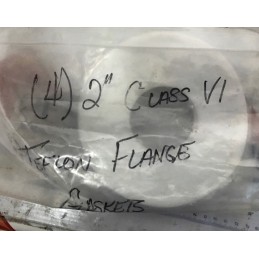 (4) 2" CLASS VI
TEFLON FLANGE
GASKETS